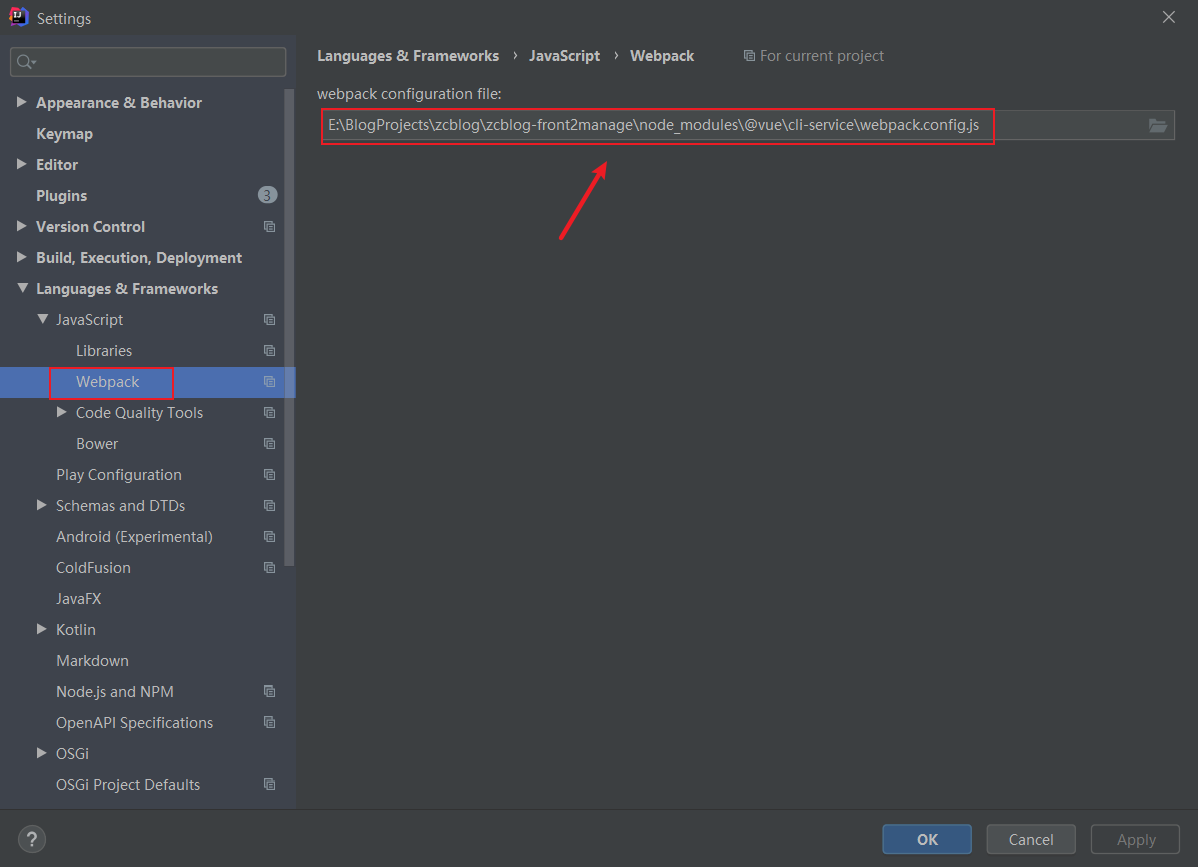 Settings
Appearance & Behavior
Keymap
Editor
Plugins 3
Version Control
Build, Execution, Deployment
Languages & Frameworks
JavaScript
Libraries
Webpack
Code Quality Tools
Bower
Play Configuration
Schemas and DTDs
Android (Experimental)
ColdFusion
JavaFX
Kotlin
Markdown
Node.js and NPM
OpenAPI Specifications
OSGi
OSGi Project Defaults
Languages & Frameworks › JavaScript › Webpack For current project
webpack configuration file:
E:\BlogProjects\zcblog\zcblog-front2manage\node_modules\@vue\cli-service\webpack.config.js
? OK Cancel Apply